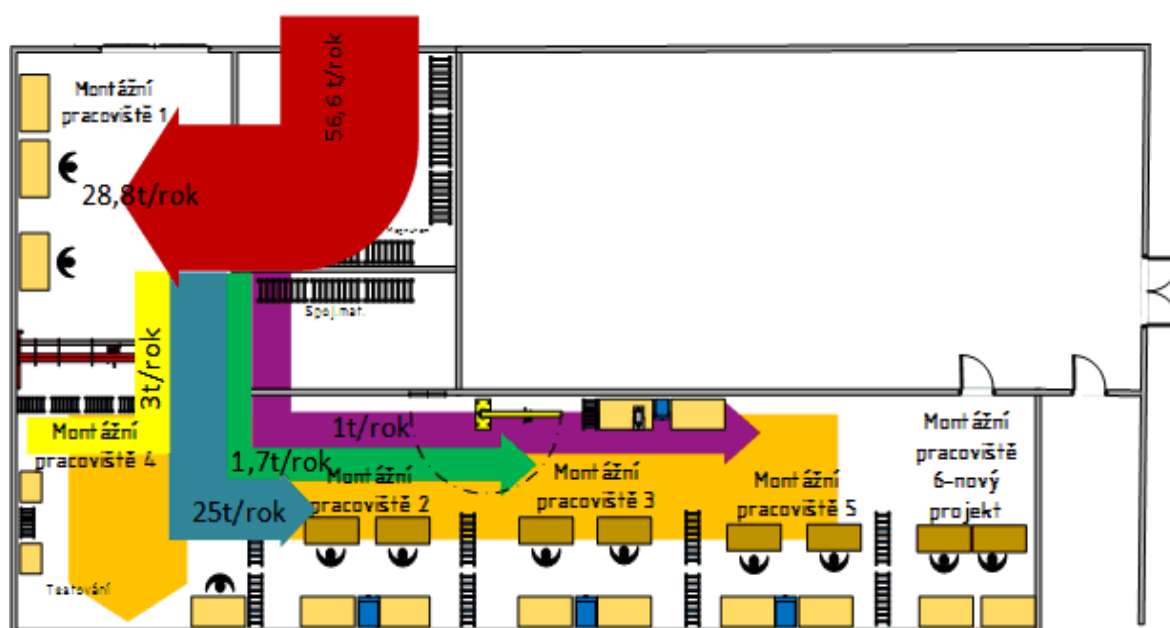 56,6 t/rok
Montážní
pracoviště 1
28,8t/rok
Spoj.mat.
3t/rok
Montážní
pracoviště 4
1t/rok
1,7t/rok
Montážní
pracoviště 2
Montážní
pracoviště 3
Montážní
pracoviště 5
Montážní
pracoviště
6-nový
projekt
25t/rok
Testování